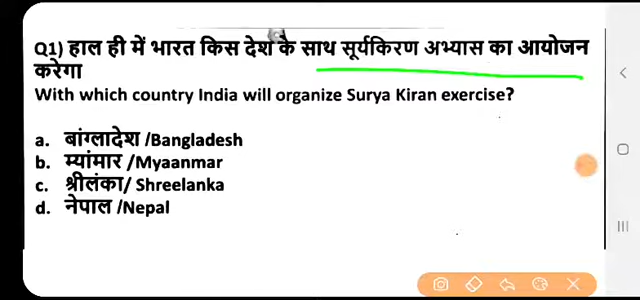 Q1) हाल ही में भारत किस देश के साथ सूर्यकिरण अभ्यास का आयोजन
करेगा
With which country India will organize Surya Kiran exercise?
a. बांग्लादेश /Bangladesh
b. म्यांमार /Myaanmar
c. श्रीलंका/ Shreelanka
d. नेपाल /Nepal